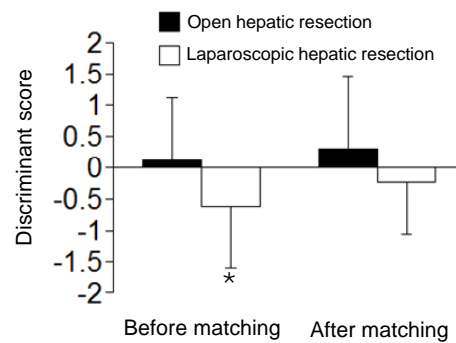 Open hepatic resection
Laparoscopic hepatic resection
Discriminant score
2
1.5
1
0.5
0
-0.5
-1
-1.5
-2
*
Before matching
After matching